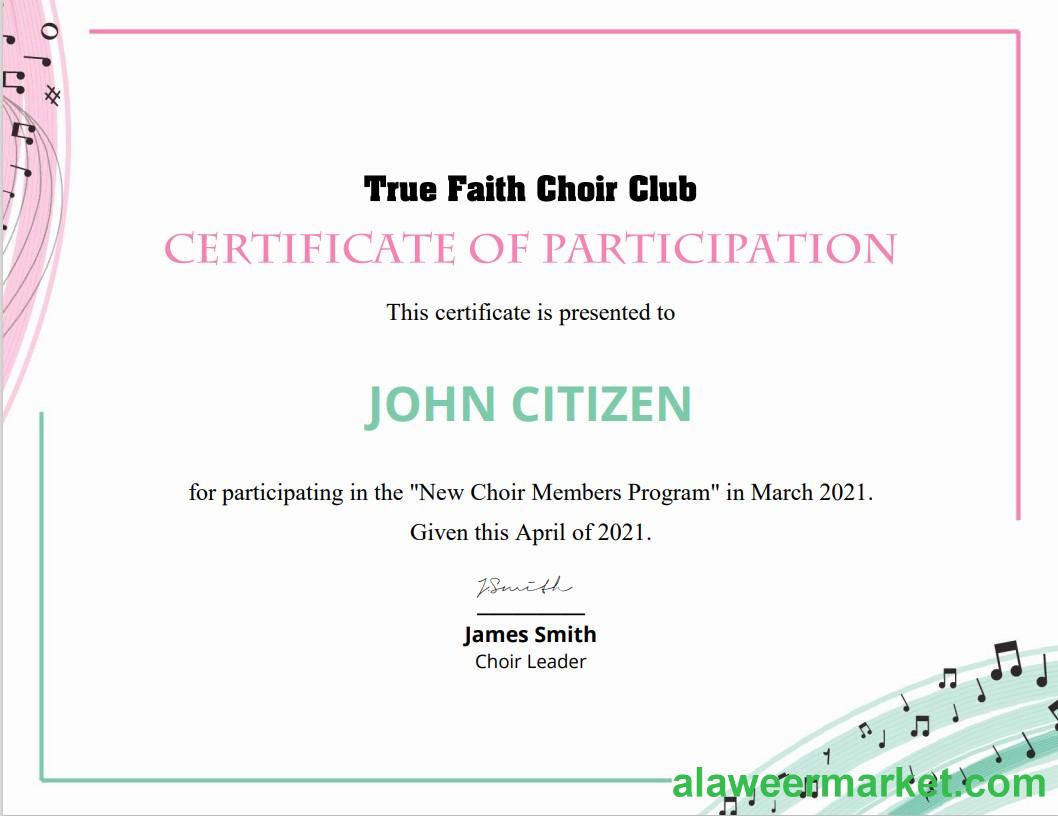 True Faith Choir Club
CERTIFICATE OF PARTICIPATION
This certificate is presented to
JOHN CITIZEN
for participating in the "New Choir Members Program" in March 2021.
Given this April of 2021.
JSmith
James Smith
Choir Leader
alaweermarket.com